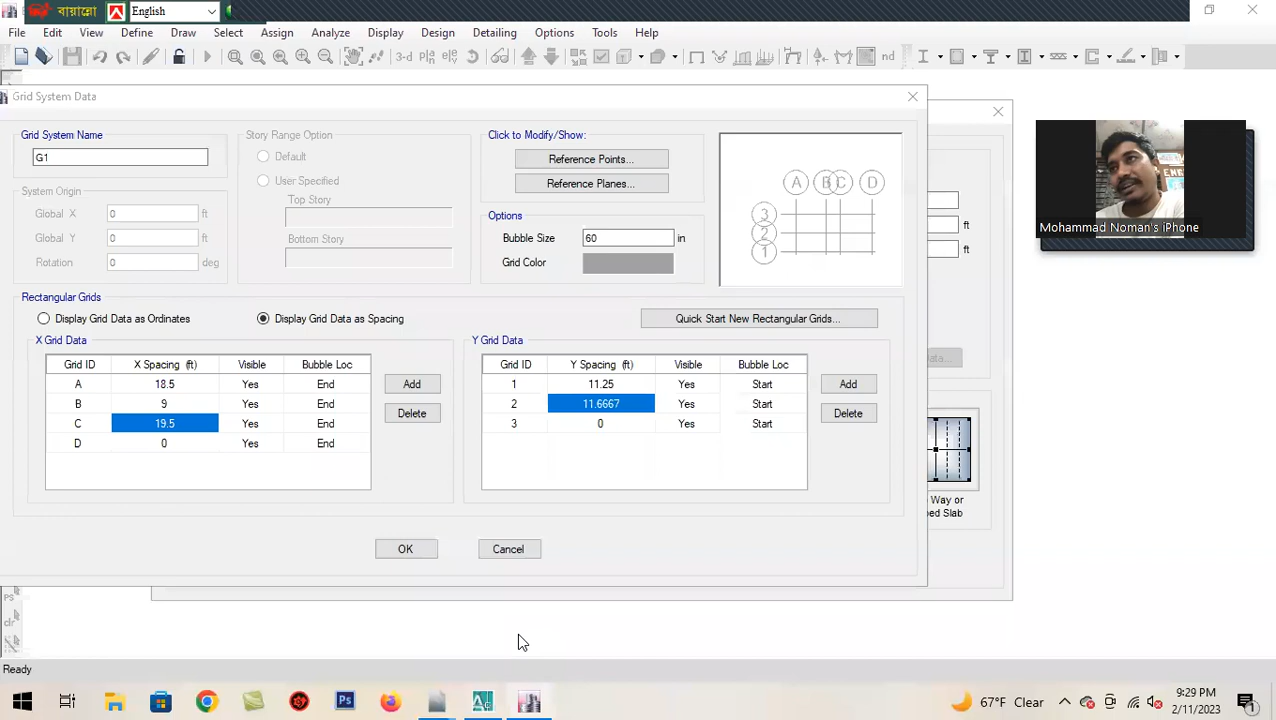 বায়ান্নো English
File Edit View Define Draw Select Assign Analyze Display Design Detailing Options Tools Help
3-d nd
Grid System Data
Grid System Name Story Range Option Click to Modify/Show:
G1 Default Reference Points...
System Origin User Specified Reference Planes...
Global X 0 ft Top Story Options
Global Y 0 ft Bottom Story Bubble Size 60 in
Rotation 0 deg Grid Color
A B C D
3
2
1
ft
ft
Mohammad Noman's iPhone
Rectangular Grids
Display Grid Data as Ordinates Display Grid Data as Spacing Quick Start New Rectangular Grids...
X Grid Data Y Grid Data
Grid ID X Spacing (ft) Visible Bubble Loc Grid ID Y Spacing (ft) Visible Bubble Loc
A 18.5 Yes End Add 1 11.25 Yes Start Add
B 9 Yes End 2 11.6667 Yes Start
C 19.5 Yes End Delete 3 0 Yes Start Delete
D 0 Yes End
Way or
ed Slab
OK Cancel
PS
clr
Ready
67°F Clear 9:29 PM
2/11/2023